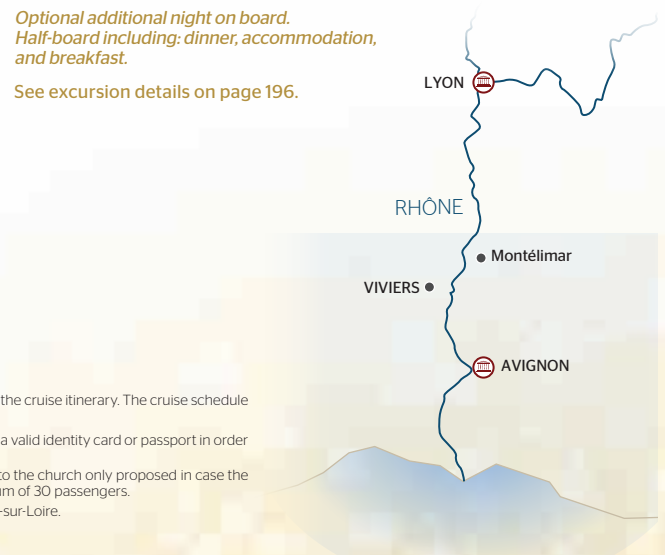 Optional additional night on board.
Half-board including: dinner, accommodation,
and breakfast.
See excursion details on page 196.
LYON
RHÔNE
Montélimar
VIVIERS
AVIGNON
the cruise itinerary. The cruise schedule
a valid identity card or passport in order
to the church only proposed in case the
of 30 passengers.
-sur-Loire.